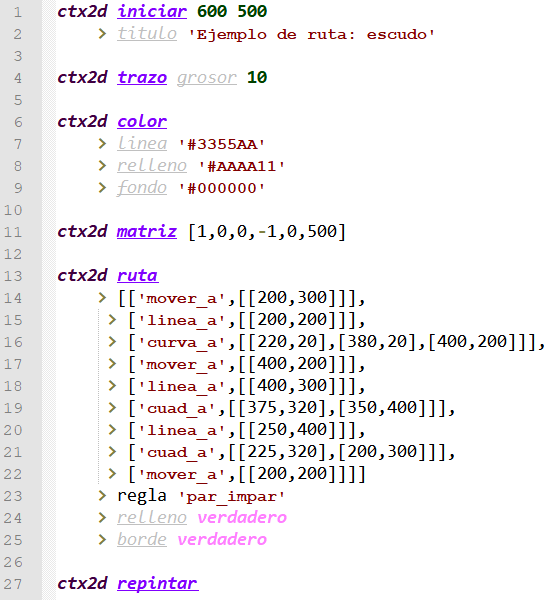 1 ctx2d iniciar 600 500
2 > titulo 'Ejemplo de ruta: escudo'
3
4 ctx2d trazo grosor 10
5
6 ctx2d color
7 > linea '#3355AA'
8 > relleno '#AAAA11'
9 > fondo '#000000'
10
11 ctx2d matriz [1,0,0,-1,0,500]
12
13 ctx2d ruta
14 > [['mover_a',[[200,300]]],
15 > ['linea_a',[[200,200]]],
16 > ['curva_a',[[220,20],[380,20],[400,200]]],
17 > ['mover_a',[[400,200]]],
18 > ['linea_a',[[400,300]]],
19 > ['cuad_a',[[375,320],[350,400]]],
20 > ['linea_a',[[250,400]]],
21 > ['cuad_a',[[225,320],[200,300]]],
22 > ['mover_a',[[200,200]]]]
23 > regla 'par_impar'
24 > relleno verdadero
25 > borde verdadero
26
27 ctx2d repintar